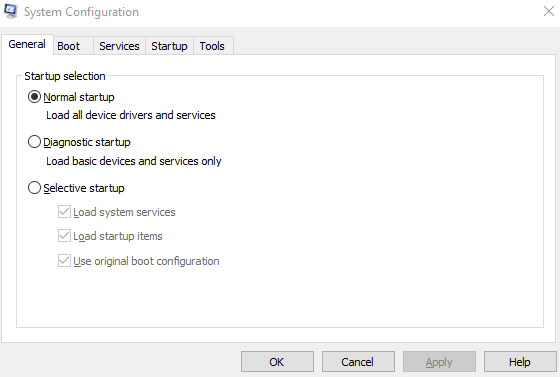 System Configuration
General Boot Services Startup Tools
Startup selection
Normal startup
Load all device drivers and services
Diagnostic startup
Load basic devices and services only
Selective startup
Load system services
Load startup items
Use original boot configuration
OK Cancel Apply Help